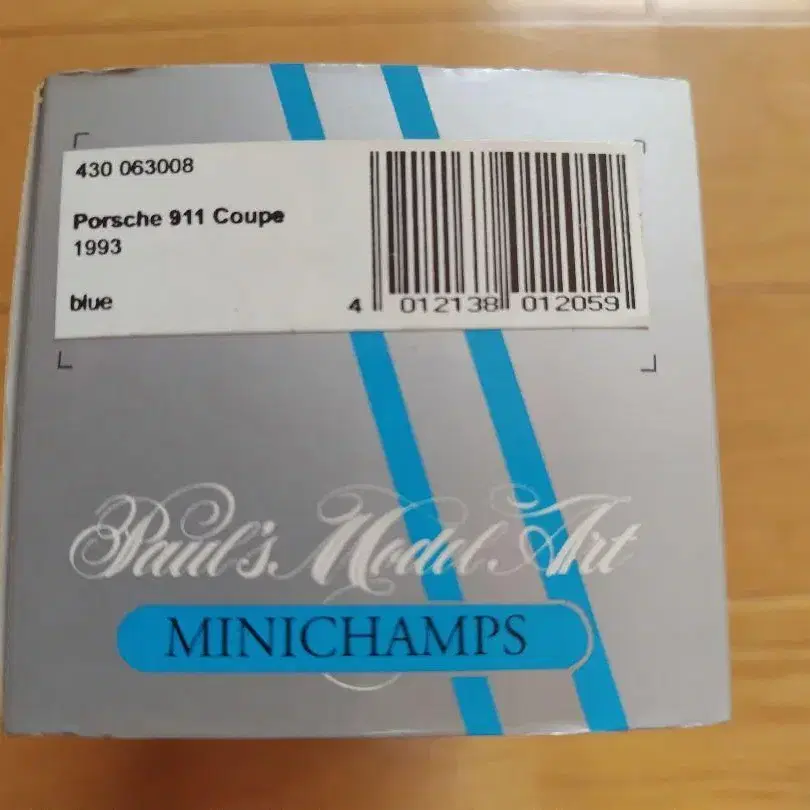 430 063008
Porsche 911 Coupe
1993
blue
4 012138 012059
Paul's Model Art
MINICHAMPS